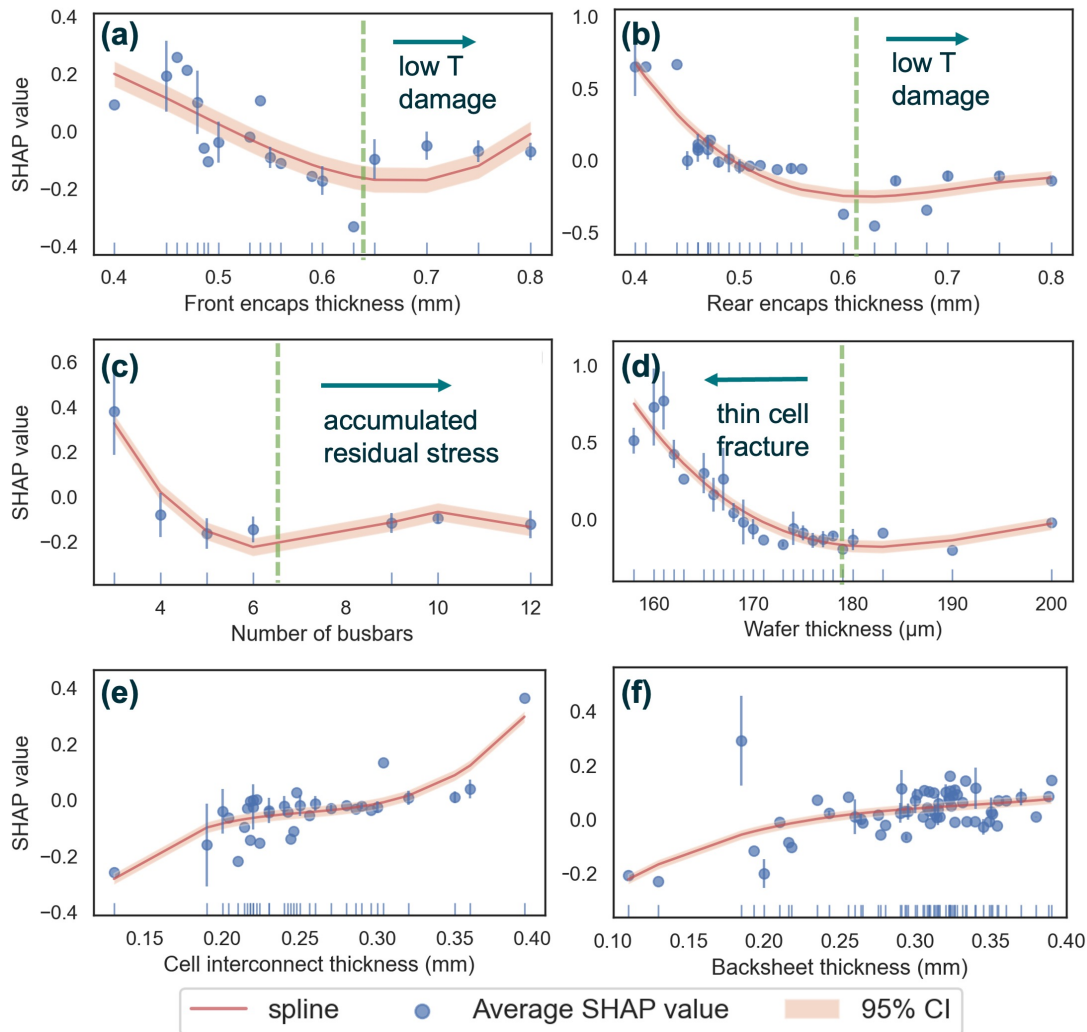 (a)
low T
damage
SHAP value
0.4
0.2
0.0
−0.2
−0.4
0.4
0.5
0.6
0.7
0.8
Front encaps thickness (mm)
(b)
low T
damage
1.0
0.5
0.0
−0.5
0.4
0.5
0.6
0.7
0.8
Rear encaps thickness (mm)
(c)
accumulated
residual stress
SHAP value
0.6
0.4
0.2
0.0
−0.2
4
6
8
10
12
Number of busbars
(d)
thin cell
fracture
1.0
0.5
0.0
160
170
180
190
200
Wafer thickness (μm)
(e)
SHAP value
0.4
0.2
0.0
−0.2
−0.4
0.15
0.20
0.25
0.30
0.35
0.40
Cell interconnect thickness (mm)
(f)
0.4
0.2
0.0
−0.2
0.10
0.15
0.20
0.25
0.30
0.35
0.40
Backsheet thickness (mm)
spline
Average SHAP value
95% CI